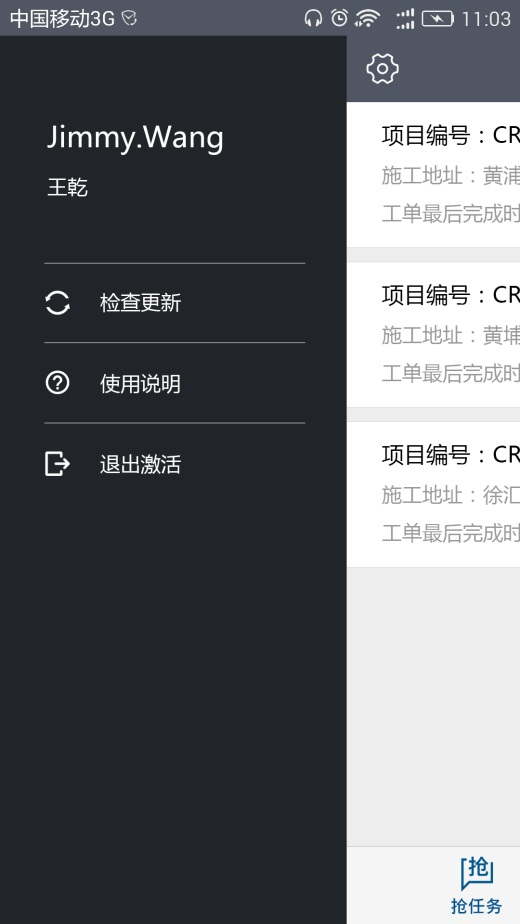 中国移动3G
11:03
Jimmy.Wang
王乾
检查更新
使用说明
退出激活
项目编号：CR
施工地址：黄浦
工单最后完成时
项目编号：CR
施工地址：黄埔
工单最后完成时
项目编号：CR
施工地址：徐汇
工单最后完成时
抢
抢任务